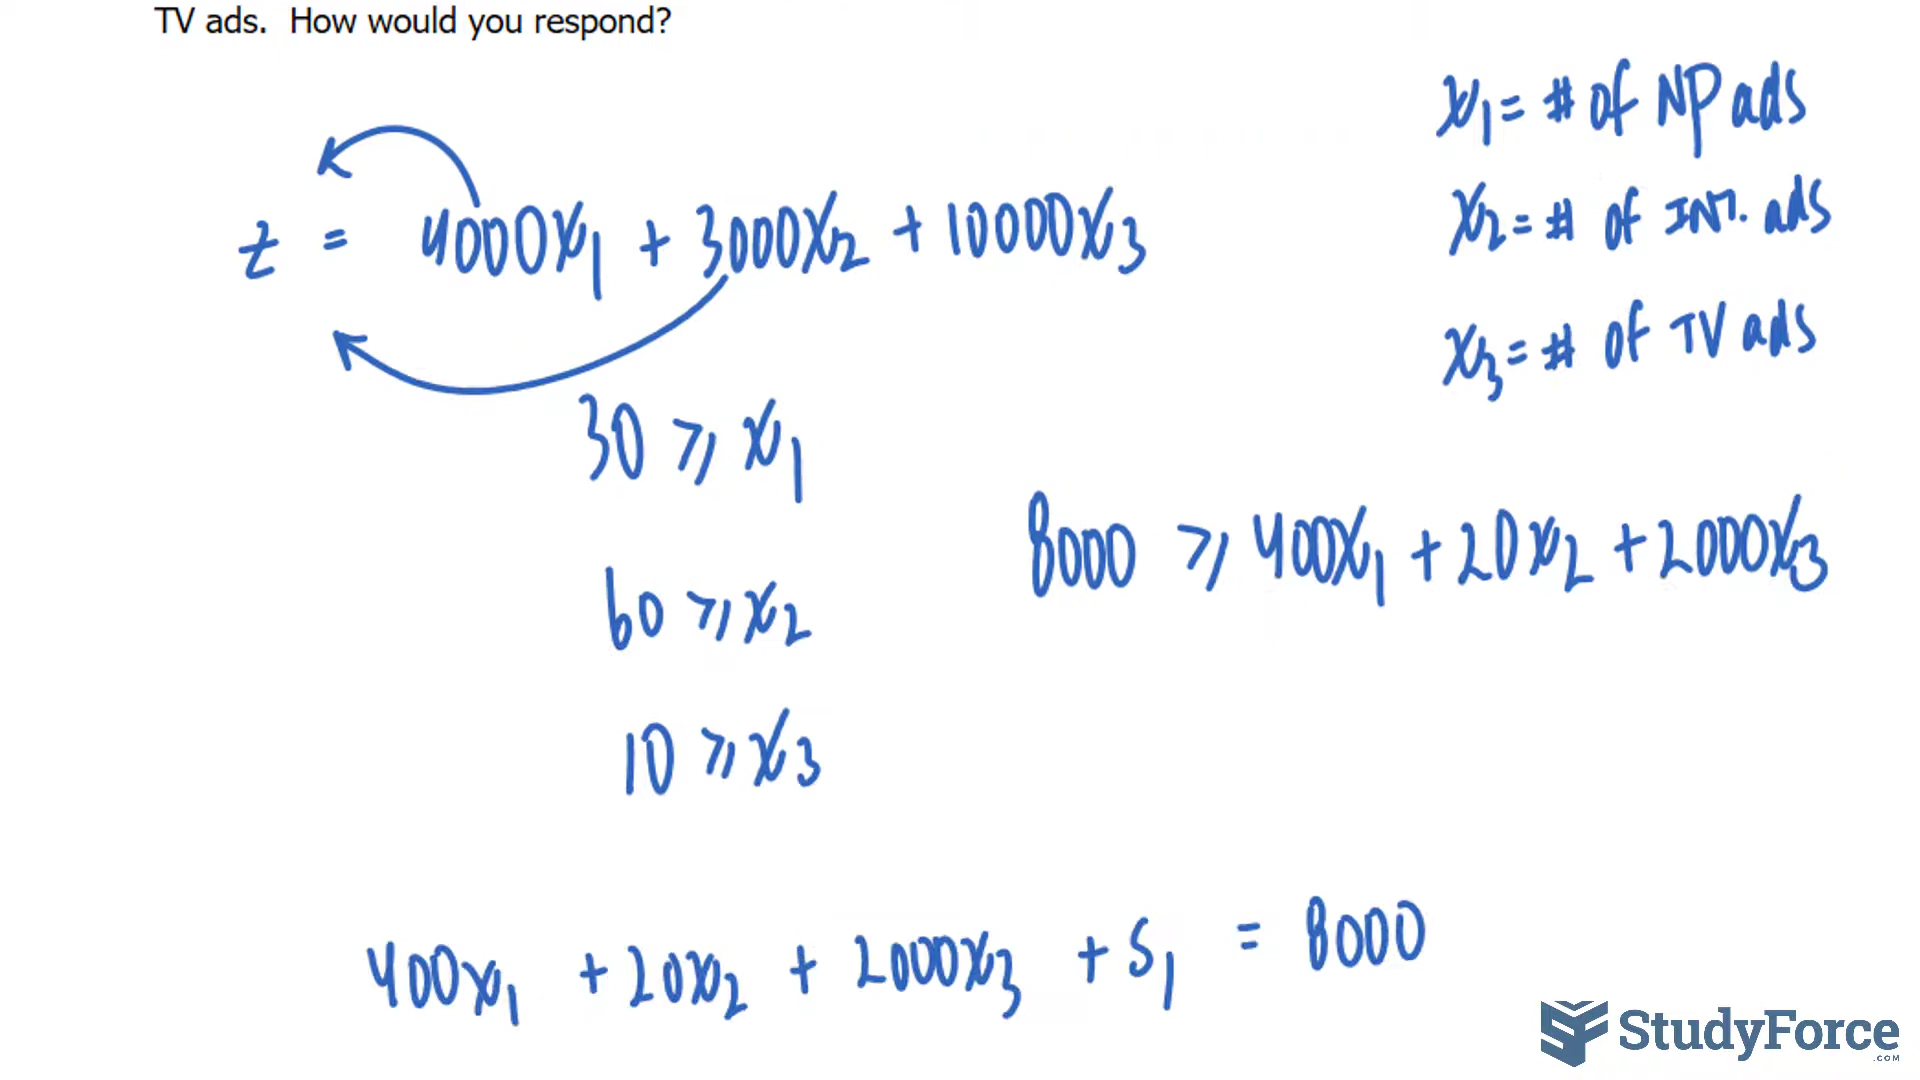 TV ads. How would you respond?
x₁ = # of NP ads
x₂ = # of INT. ads
x₃ = # of TV ads
z = 4000x₁ + 3000x₂ + 10000x₃
30 ⩾ x₁
60 ⩾ x₂
10 ⩾ x₃
8000 ⩾ 400x₁ + 20x₂ + 2000x₃
400x₁ + 20x₂ + 2000x₃ + S₁ = 8000
StudyForce
.COM